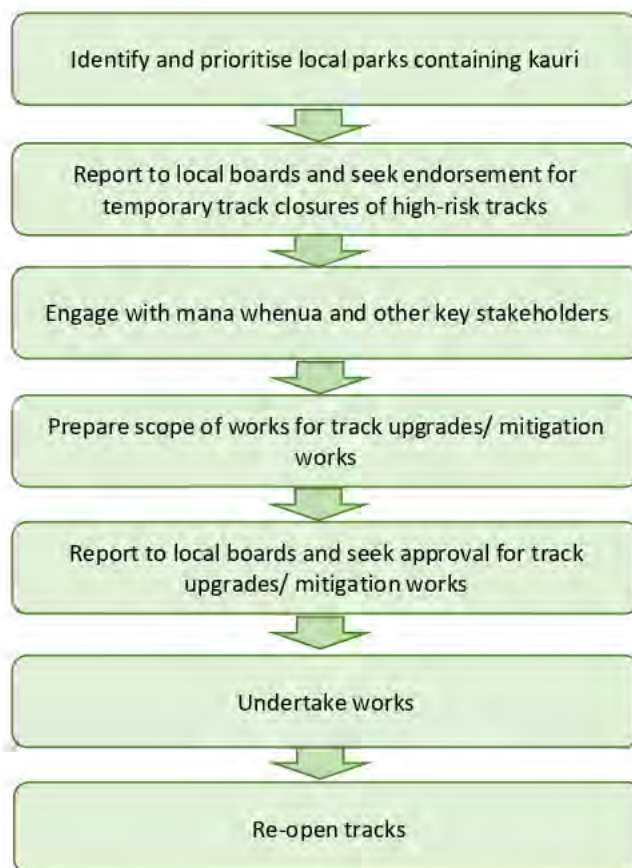 Identify and prioritise local parks containing kauri
Report to local boards and seek endorsement for
temporary track closures of high-risk tracks
Engage with mana whenua and other key stakeholders
Prepare scope of works for track upgrades/ mitigation
works
Report to local boards and seek approval for track
upgrades/ mitigation works
Undertake works
Re-open tracks